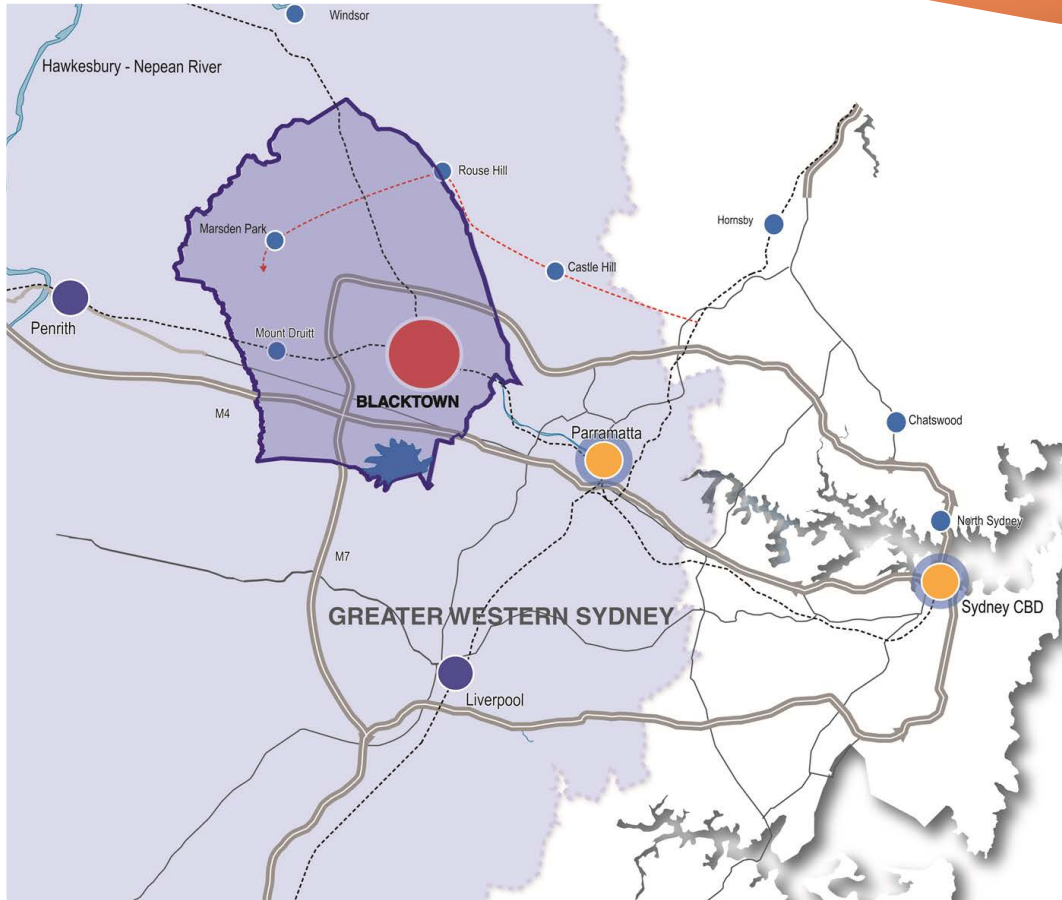 Windsor
Hawkesbury - Nepean River
Rouse Hill
Hornsby
Marsden Park
Castle Hill
Penrith
Mount Druitt
BLACKTOWN
M4
Chatswood
Parramatta
North Sydney
M7
Sydney CBD
GREATER WESTERN SYDNEY
Liverpool